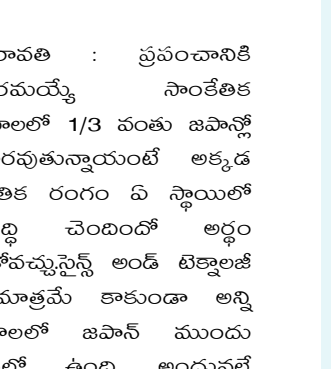 రావతి : ప్రపంచానికి
రమయ్యే సాంకేతిక
లలో 1/3 వంతు జపాన్లో
రవుతున్నాయంటే అక్కడ
తిక రంగం ఏ స్థాయిలో
ద్ధి చెందిందో అర్థం
వచ్చు.సైన్స్ అండ్ టెక్నాలజీ
మాత్రమే కాకుండా అన్ని
లలో జపాన్ ముందు
లో ఉంది. అందువల్లే